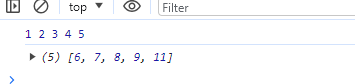 top Filter
1 2 3 4 5
(5) [6, 7, 8, 9, 11]